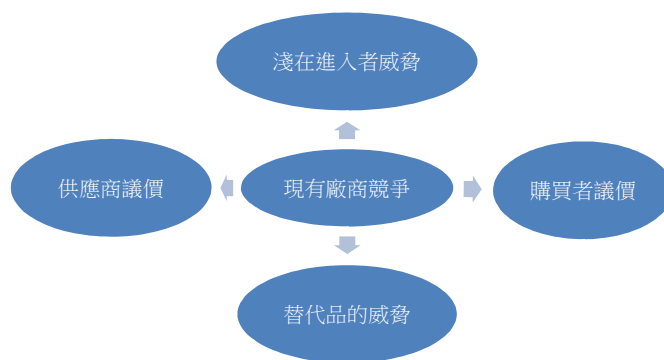 淺在進入者威脅
供應商議價
現有廠商競爭
購買者議價
替代品的威脅